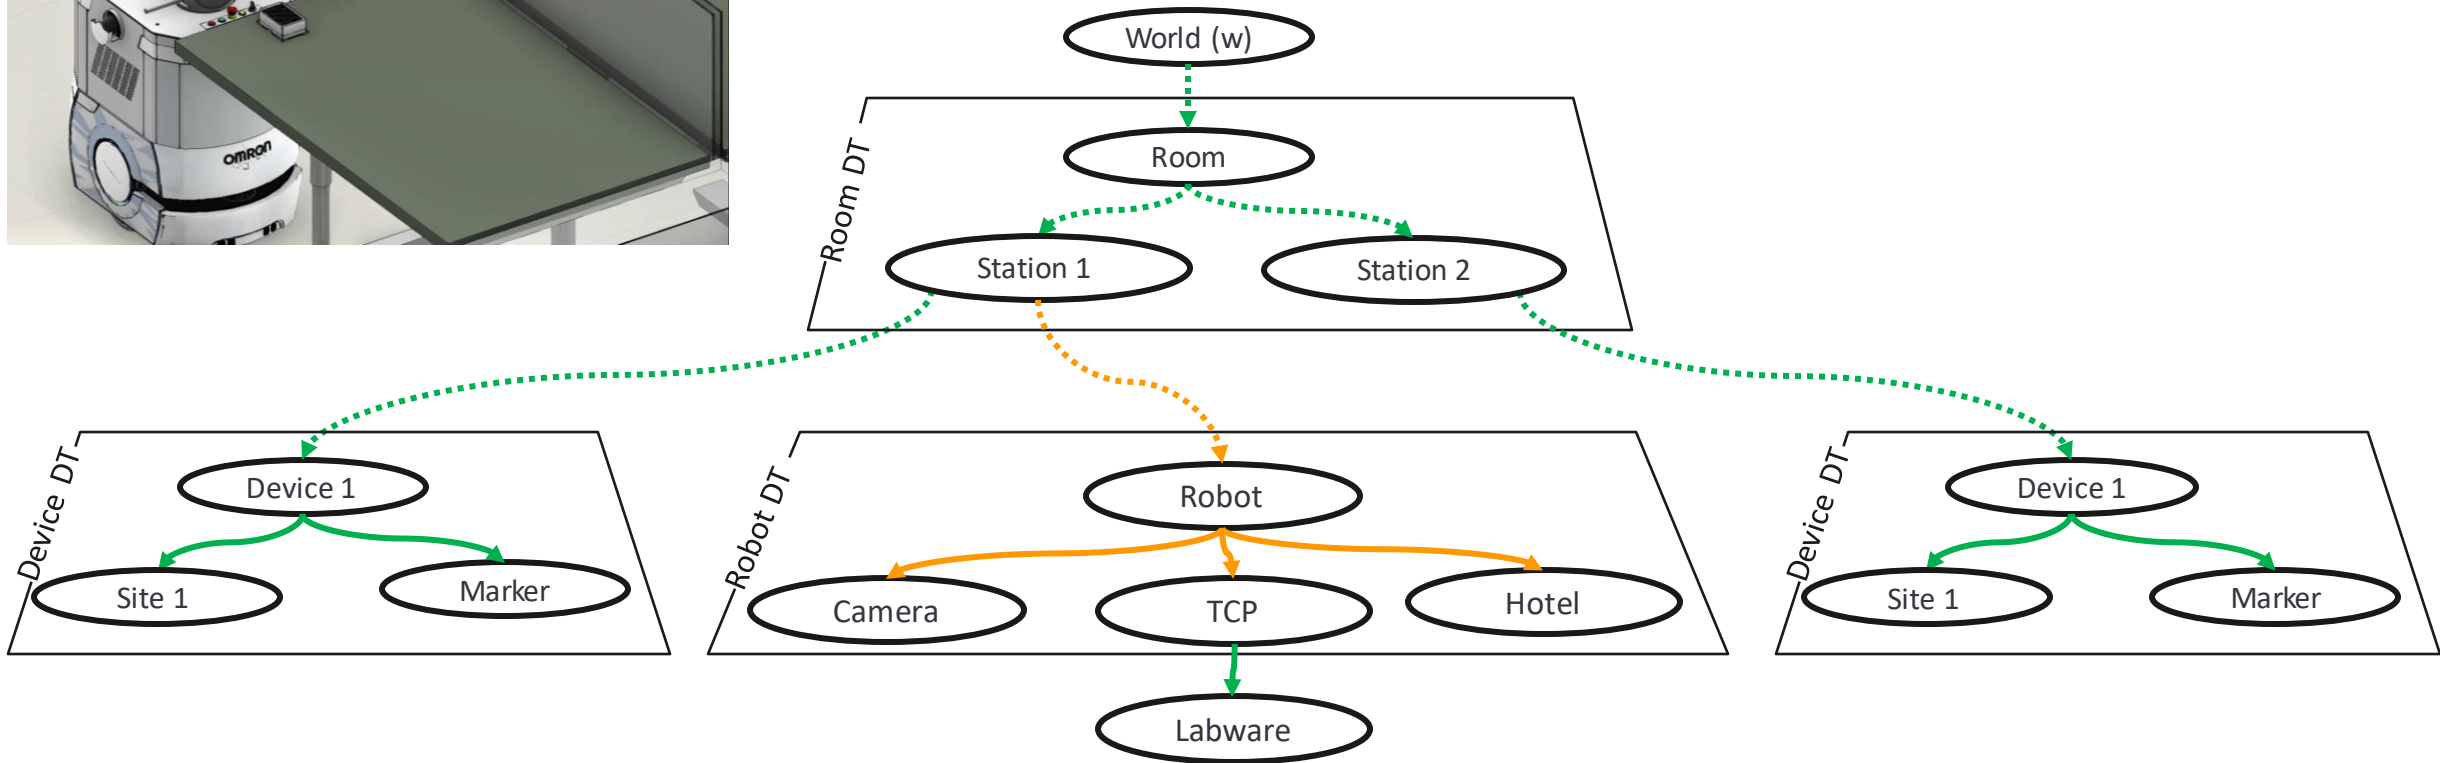 OMRON
World (w)
Room DT
Room
Station 1
Station 2
Device DT
Device 1
Site 1
Marker
Robot DT
Robot
Camera
TCP
Hotel
Labware
Device DT
Device 1
Site 1
Marker